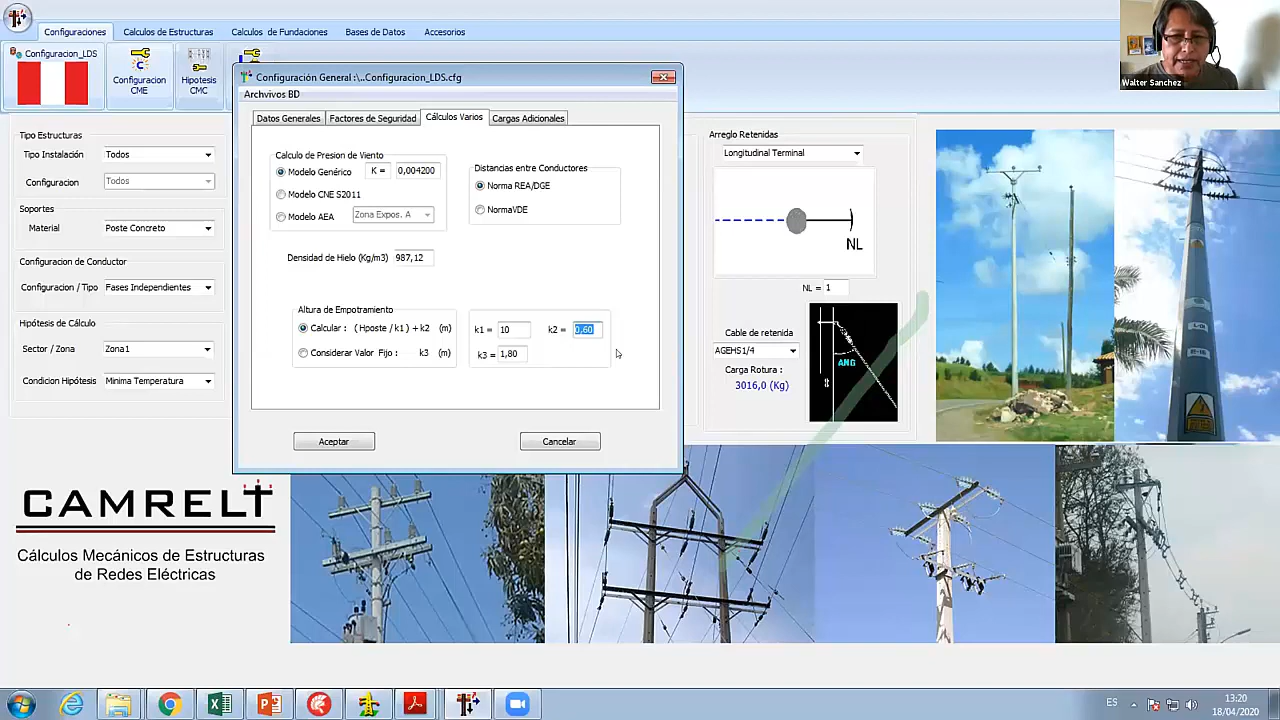 Configuraciones
Calculos de Estructuras
Calculos de Fundaciones
Bases de Datos
Accesorios
Walter Sanchez
Configuracion_LDS
Configuracion
CME
Hipotesis
CMC
Configuración General :\..Configuracion_LDS.cfg
Archvivos BD
Datos Generales
Factores de Seguridad
Cálculos Varios
Cargas Adicionales
Calculo de Presion de Viento
Modelo Genérico
K =
0,004200
Modelo CNE S2011
Modelo AEA
Zona Expos. A
Distancias entre Conductores
Norma REA/DGE
NormaVDE
Densidad de Hielo (Kg/m3)
987,12
Altura de Empotramiento
Calcular : ( Hposte / k1 ) + k2 (m)
Considerar Valor Fijo : k3 (m)
k1 =
10
k2 =
0,60
k3 =
1,80
Aceptar
Cancelar
Tipo Estructuras
Tipo Instalación
Todos
Configuracion
Todos
Soportes
Material
Poste Concreto
Configuracion de Conductor
Configuracion / Tipo
Fases Independientes
Hipótesis de Cálculo
Sector / Zona
Zona1
Condicion Hipótesis
Minima Temperatura
Arreglo Retenidas
Longitudinal Terminal
NL
NL =
1
Cable de retenida
AGEHS1/4
Carga Rotura :
3016,0 (Kg)
ANG
CAMRELT
Cálculos Mecánicos de Estructuras
de Redes Eléctricas
ES
13:20
18/04/2020